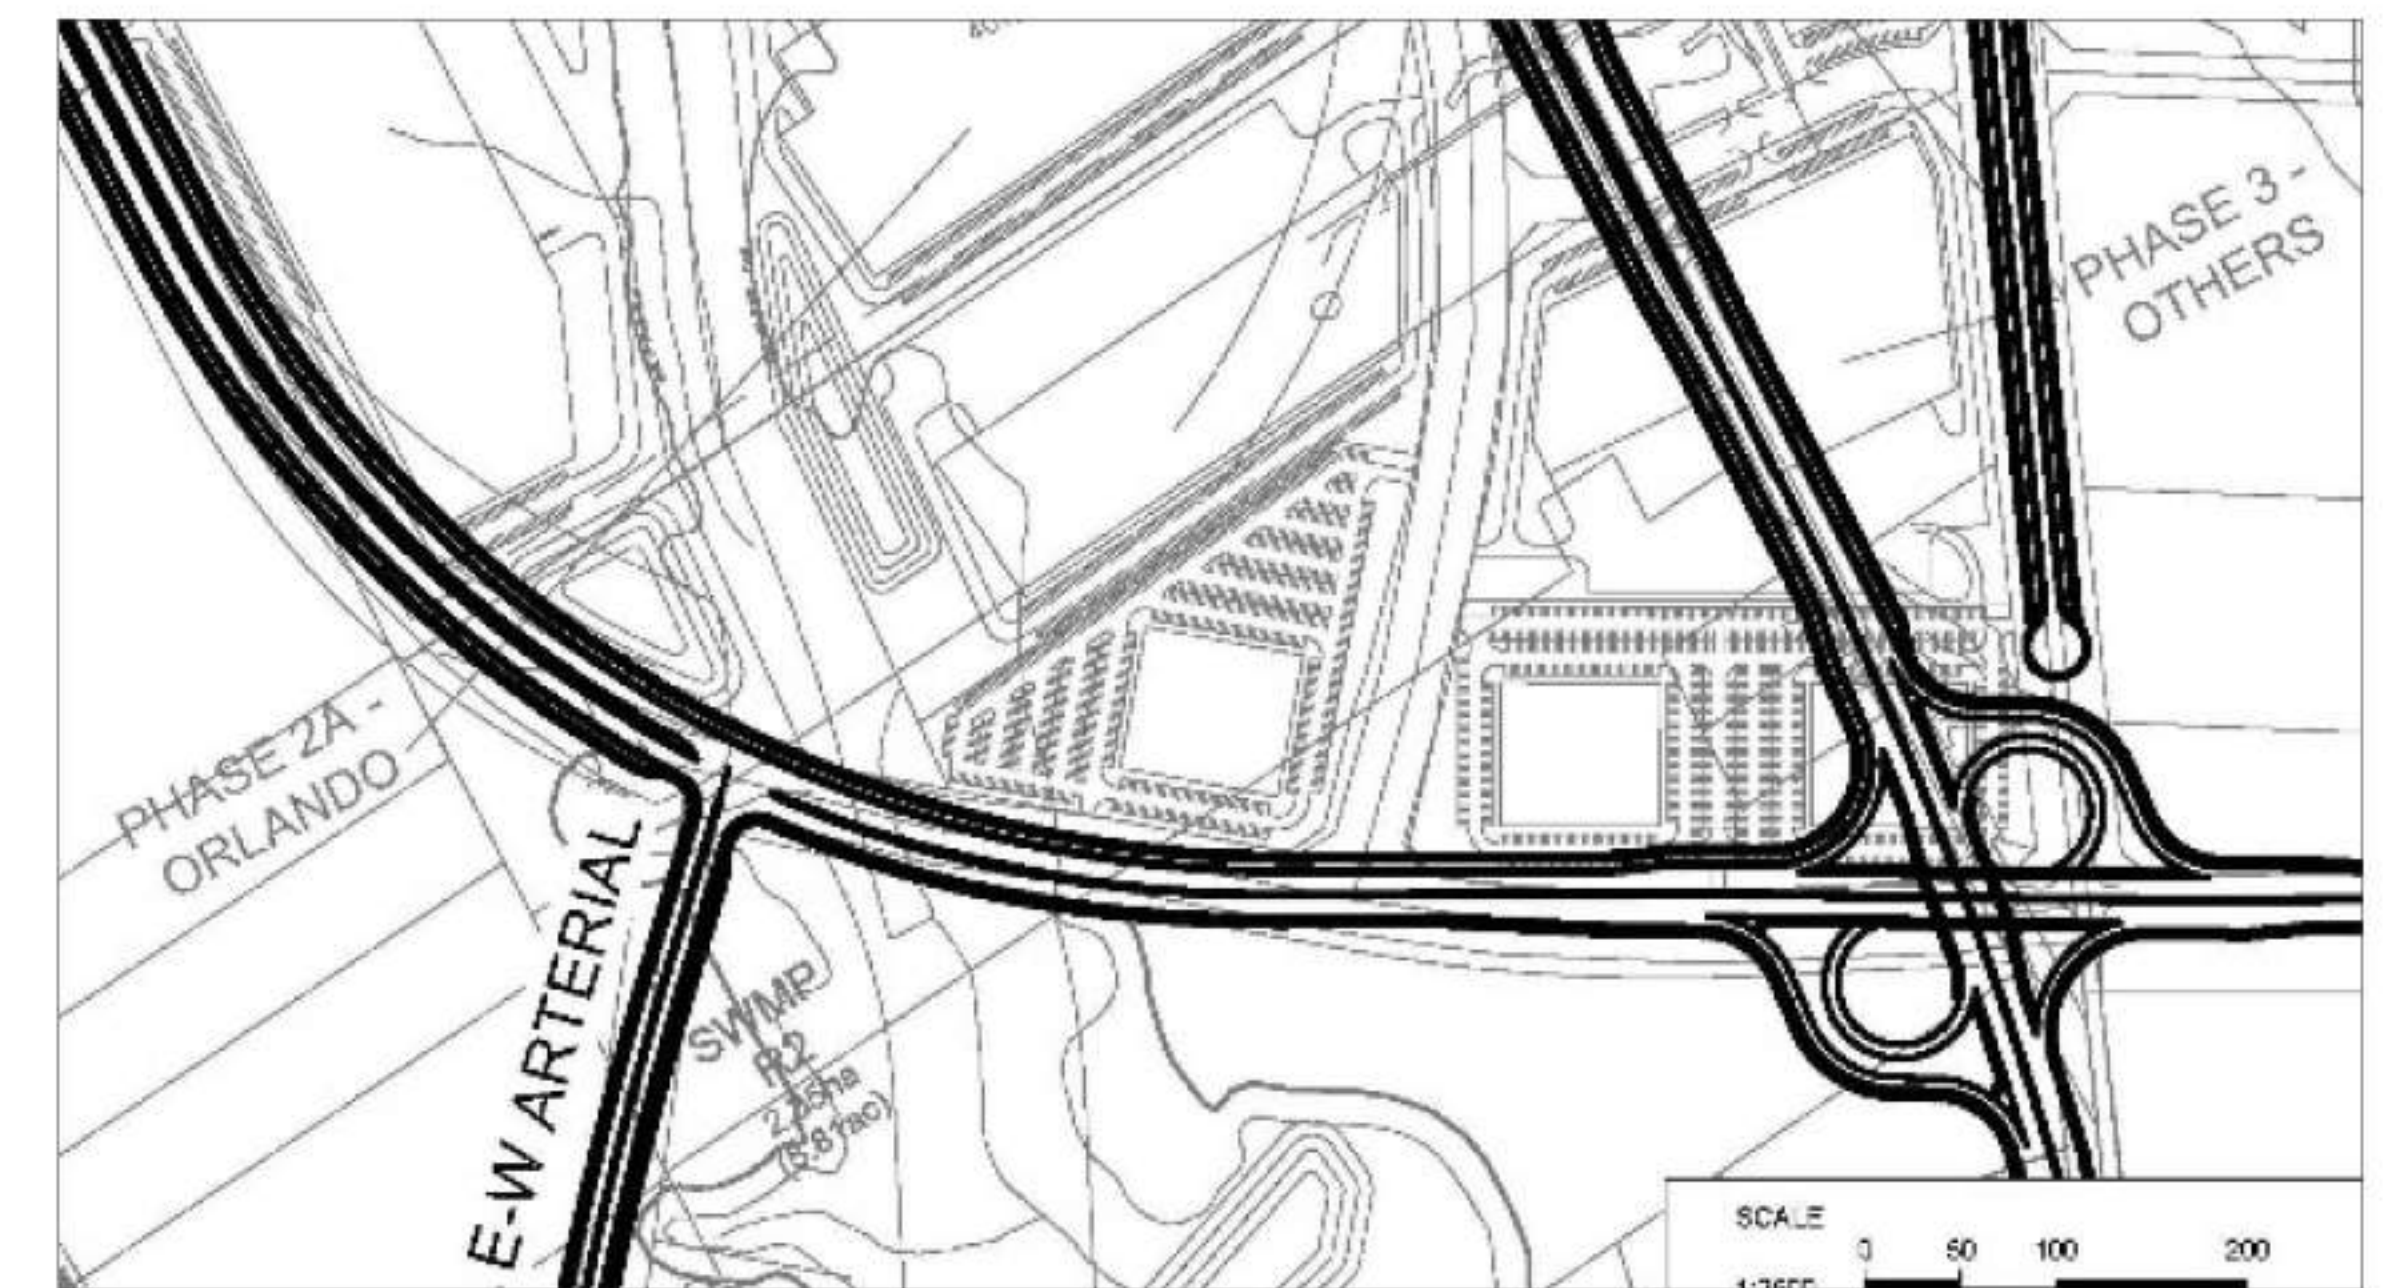 PHASE 3 -
OTHERS
PHASE 2A -
ORLANDO
E-W ARTERIAL
SWMP
R2
SCALE
0 50 100 200